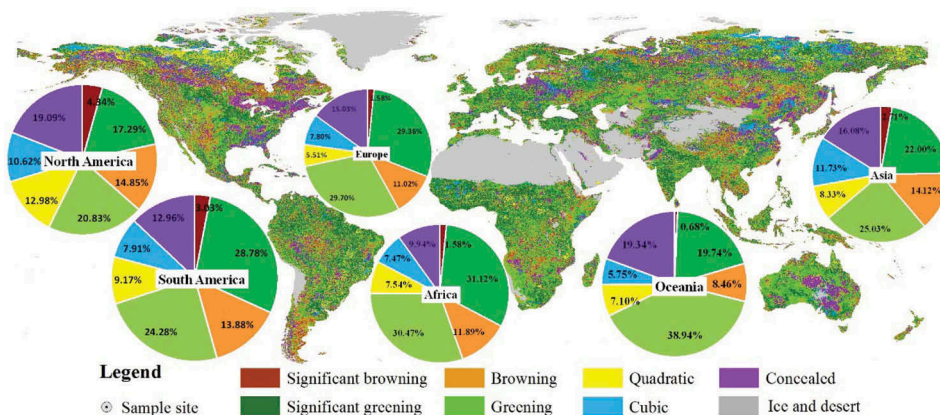 4.34%
17.29%
14.85%
20.83%
12.98%
10.62%
19.09%
North America
1.58%
29.36%
11.02%
29.70%
5.51%
7.80%
15.03%
Europe
2.71%
22.00%
14.12%
25.03%
8.33%
11.73%
16.08%
Asia
3.03%
28.78%
13.88%
24.28%
9.17%
7.91%
12.96%
South America
1.58%
31.12%
11.89%
30.47%
7.54%
7.47%
9.94%
Africa
0.68%
19.74%
8.46%
38.94%
7.10%
5.75%
19.34%
Oceania
Legend
Sample site
Significant browning
Significant greening
Browning
Greening
Quadratic
Cubic
Concealed
Ice and desert